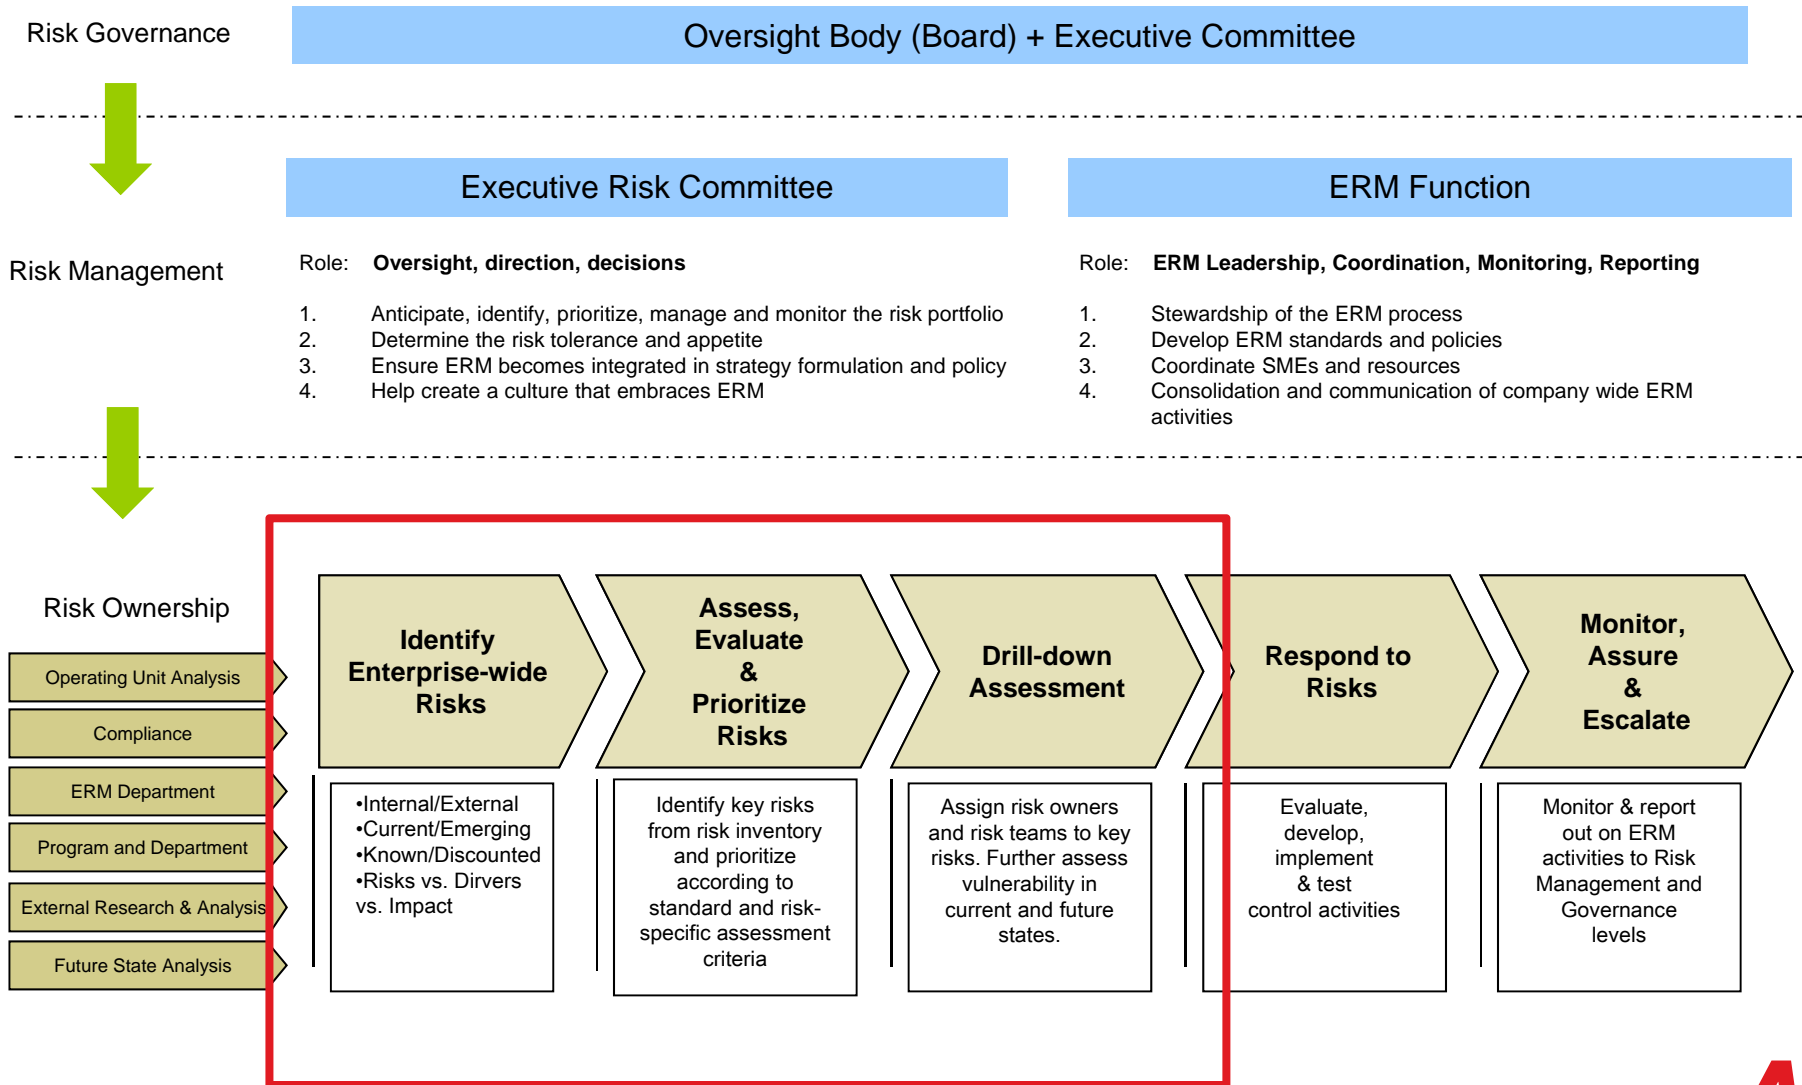 Risk Governance
Oversight Body (Board) + Executive Committee
Executive Risk Committee
ERM Function
Risk Management
Role: Oversight, direction, decisions
1. Anticipate, identify, prioritize, manage and monitor the risk portfolio
2. Determine the risk tolerance and appetite
3. Ensure ERM becomes integrated in strategy formulation and policy
4. Help create a culture that embraces ERM
Role: ERM Leadership, Coordination, Monitoring, Reporting
1. Stewardship of the ERM process
2. Develop ERM standards and policies
3. Coordinate SMEs and resources
4. Consolidation and communication of company wide ERM
activities
Risk Ownership
Operating Unit Analysis
Compliance
ERM Department
Program and Department
External Research & Analysis
Future State Analysis
Identify
Enterprise-wide
Risks
•Internal/External
•Current/Emerging
•Known/Discounted
•Risks vs. Dirvers
vs. Impact
Assess,
Evaluate
&
Prioritize
Risks
Identify key risks
from risk inventory
and prioritize
according to
standard and risk-
specific assessment
criteria
Drill-down
Assessment
Assign risk owners
and risk teams to key
risks. Further assess
vulnerability in
current and future
states.
Respond to
Risks
Evaluate,
develop,
implement
& test
control activities
Monitor,
Assure
&
Escalate
Monitor & report
out on ERM
activities to Risk
Management and
Governance
levels